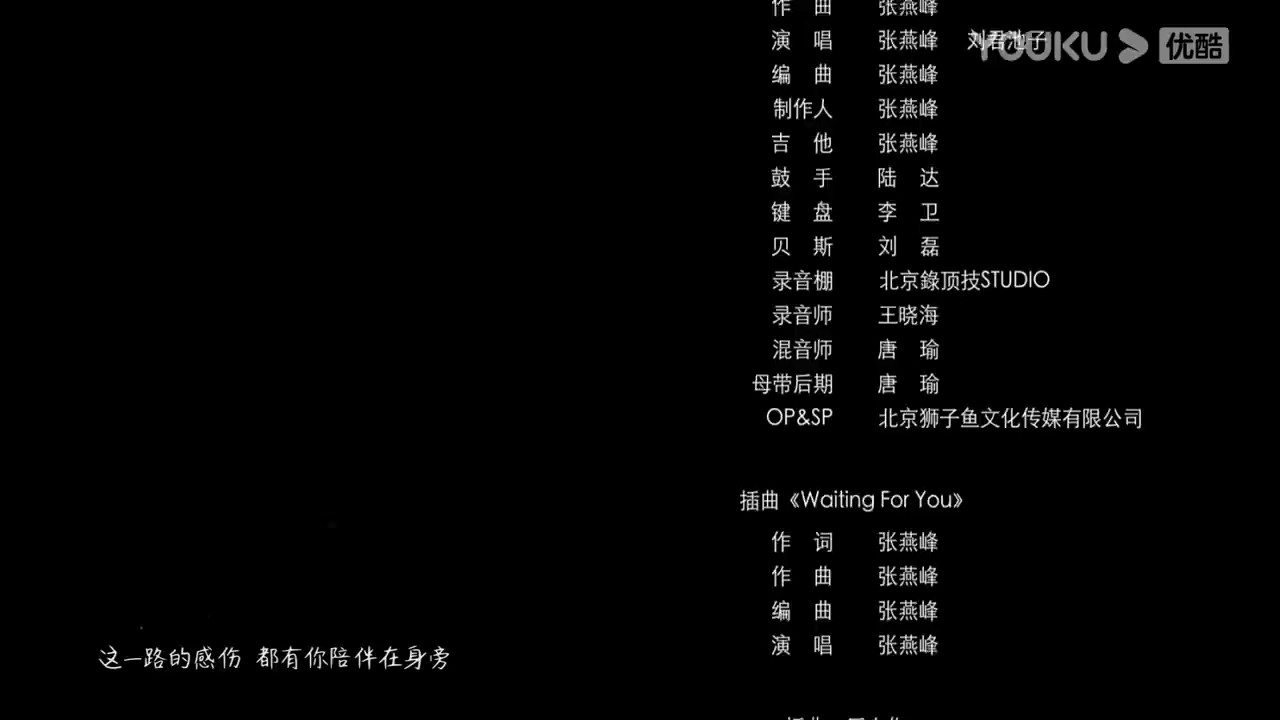 作 曲 张燕峰
演 唱 张燕峰 刘君池子
YOUKU 优酷
编 曲 张燕峰
制作人 张燕峰
吉 他 张燕峰
鼓 手 陆 达
键 盘 李 卫
贝 斯 刘 磊
录音棚 北京錄顶技STUDIO
录音师 王晓海
混音师 唐 瑜
母带后期 唐 瑜
OP&SP 北京狮子鱼文化传媒有限公司
插曲《Waiting For You》
作 词 张燕峰
作 曲 张燕峰
编 曲 张燕峰
演 唱 张燕峰
这一路的感伤 都有你陪伴在身旁